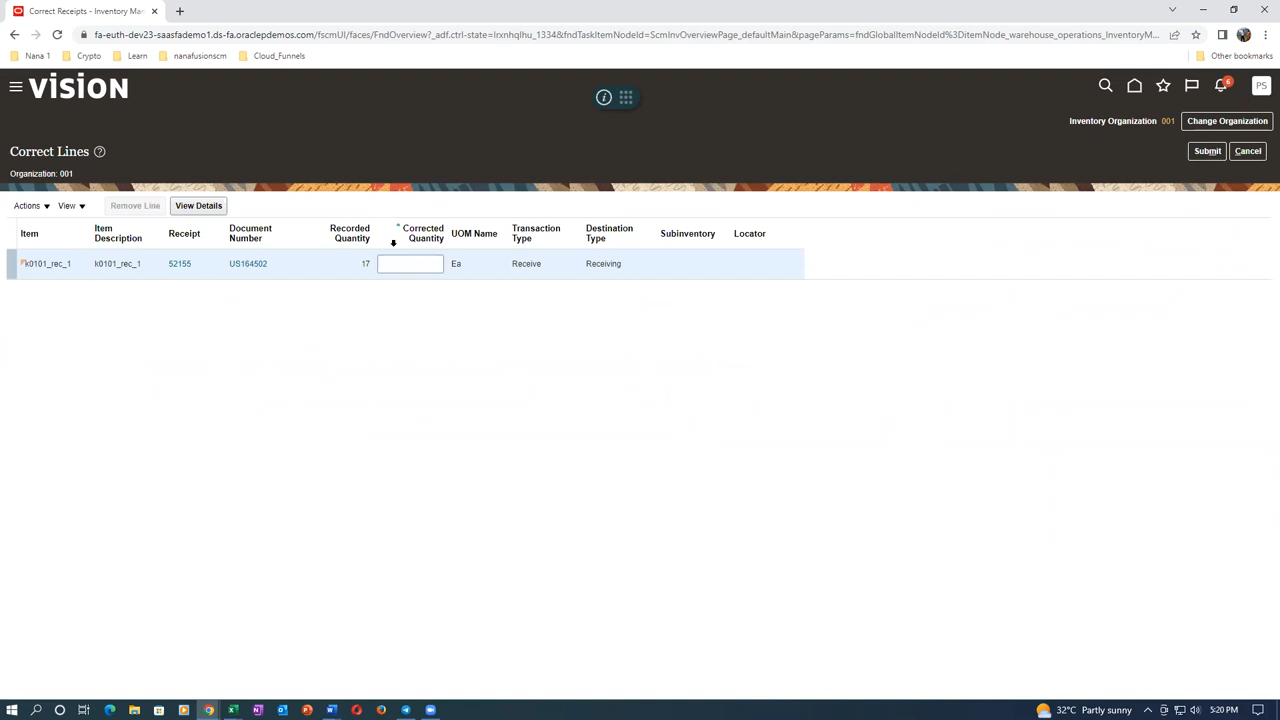 Correct Receipts - Inventory Ma
fa-euth-dev23-saasfademo1.ds-fa.oraclepdemos.com/fscmUI/faces/FndOverview?_adf.ctrl-state=lrxnhqlhu_1334&fndTaskItemNodeId=ScmInvOverviewPage_defaultMain&pageParams=fndGlobalItemNodeId%3DitemNode_warehouse_operations_InventoryM...
Nana 1 Crypto Learn nanafusionscm Cloud_Funnels Other bookmarks
VISION
6
PS
Inventory Organization 001 Change Organization
Correct Lines
Submit Cancel
Organization: 001
Actions View Remove Line View Details
Item Item Description Receipt Document Number Recorded Quantity * Corrected Quantity UOM Name Transaction Type Destination Type Subinventory Locator
k0101_rec_1 k0101_rec_1 52155 US164502 17 Ea Receive Receiving
32°C Partly sunny 5:20 PM